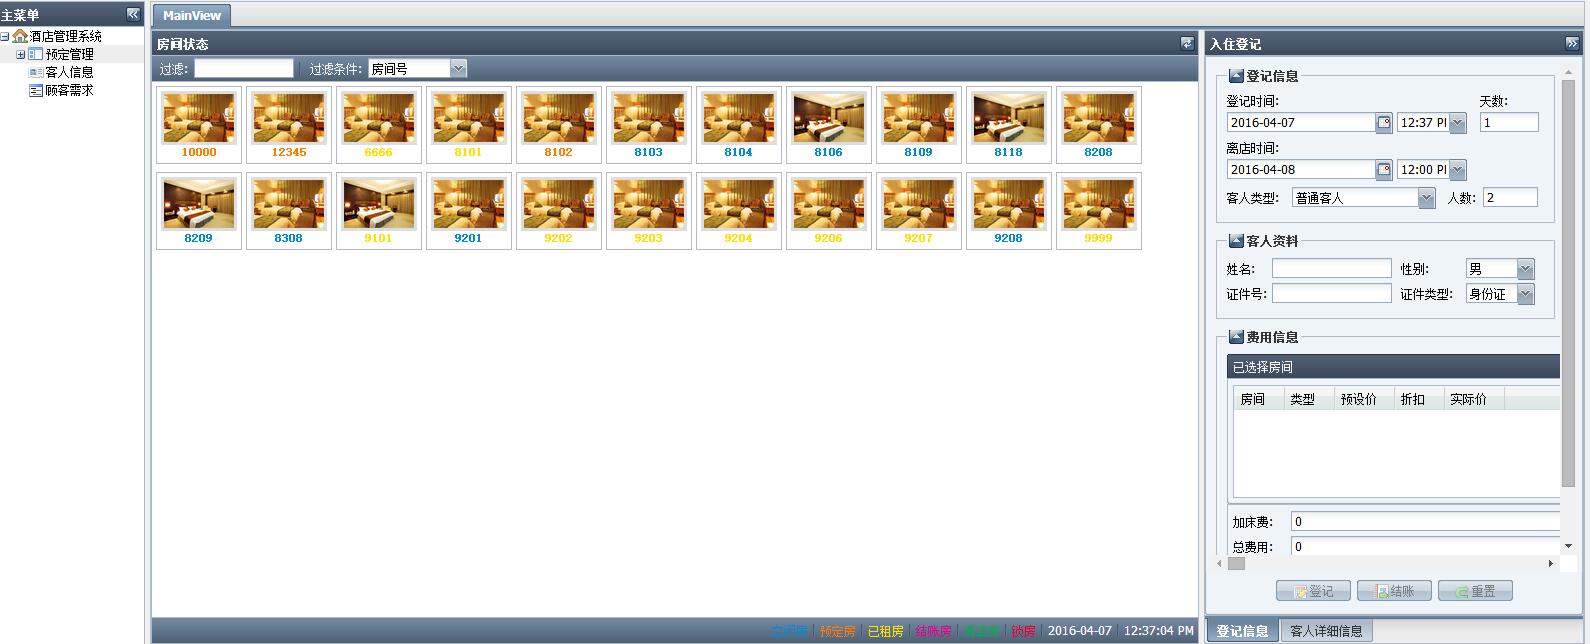 主菜单
酒店管理系统
预定管理
客人信息
顾客需求
MainView
房间状态
过滤: 过滤条件: 房间号
10000 12345 6666 8101 8102 8103 8104 8106 8109 8118 8208
8209 8308 9101 9201 9202 9203 9204 9206 9207 9208 9999
预定房 已租房 结账房 锁房 2016-04-07 12:37:04 PM
入住登记
登记信息
登记时间: 天数:
2016-04-07 12:37 PI 1
离店时间:
2016-04-08 12:00 PI
客人类型: 普通客人 人数: 2
客人资料
姓名: 性别: 男
证件号: 证件类型: 身份证
费用信息
已选择房间
房间 类型 预设价 折扣 实际价
加床费: 0
总费用: 0
登记 结账 重置
登记信息 客人详细信息